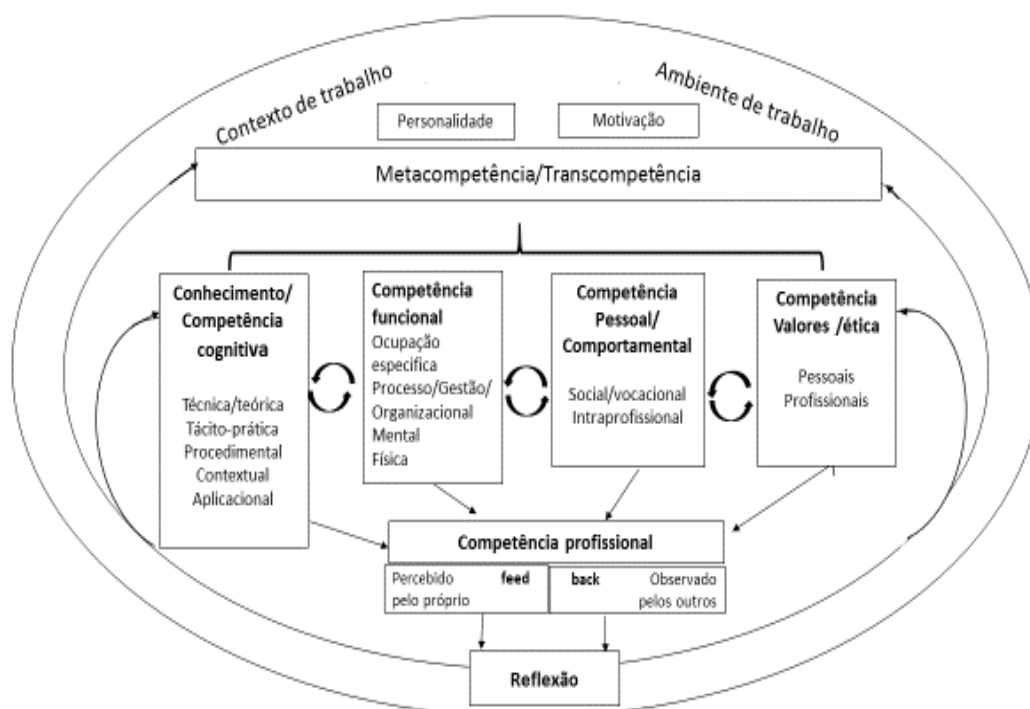 Contexto de trabalho
Ambiente de trabalho
Personalidade
Motivação
Metacompetência/Transcompetência
Conhecimento/
Competência
cognitiva
Técnica/teórica
Tácito-prática
Procedimental
Contextual
Aplicacional
Competência
funcional
Ocupação
especifica
Processo/Gestão/
Organizacional
Mental
Física
Competência
Pessoal/
Comportamental
Social/vocacional
Intraprofissional
Competência
Valores /ética
Pessoais
Profissionais
Competência profissional
Percebido feed
pelo próprio
back Observado
pelos outros
Reflexão